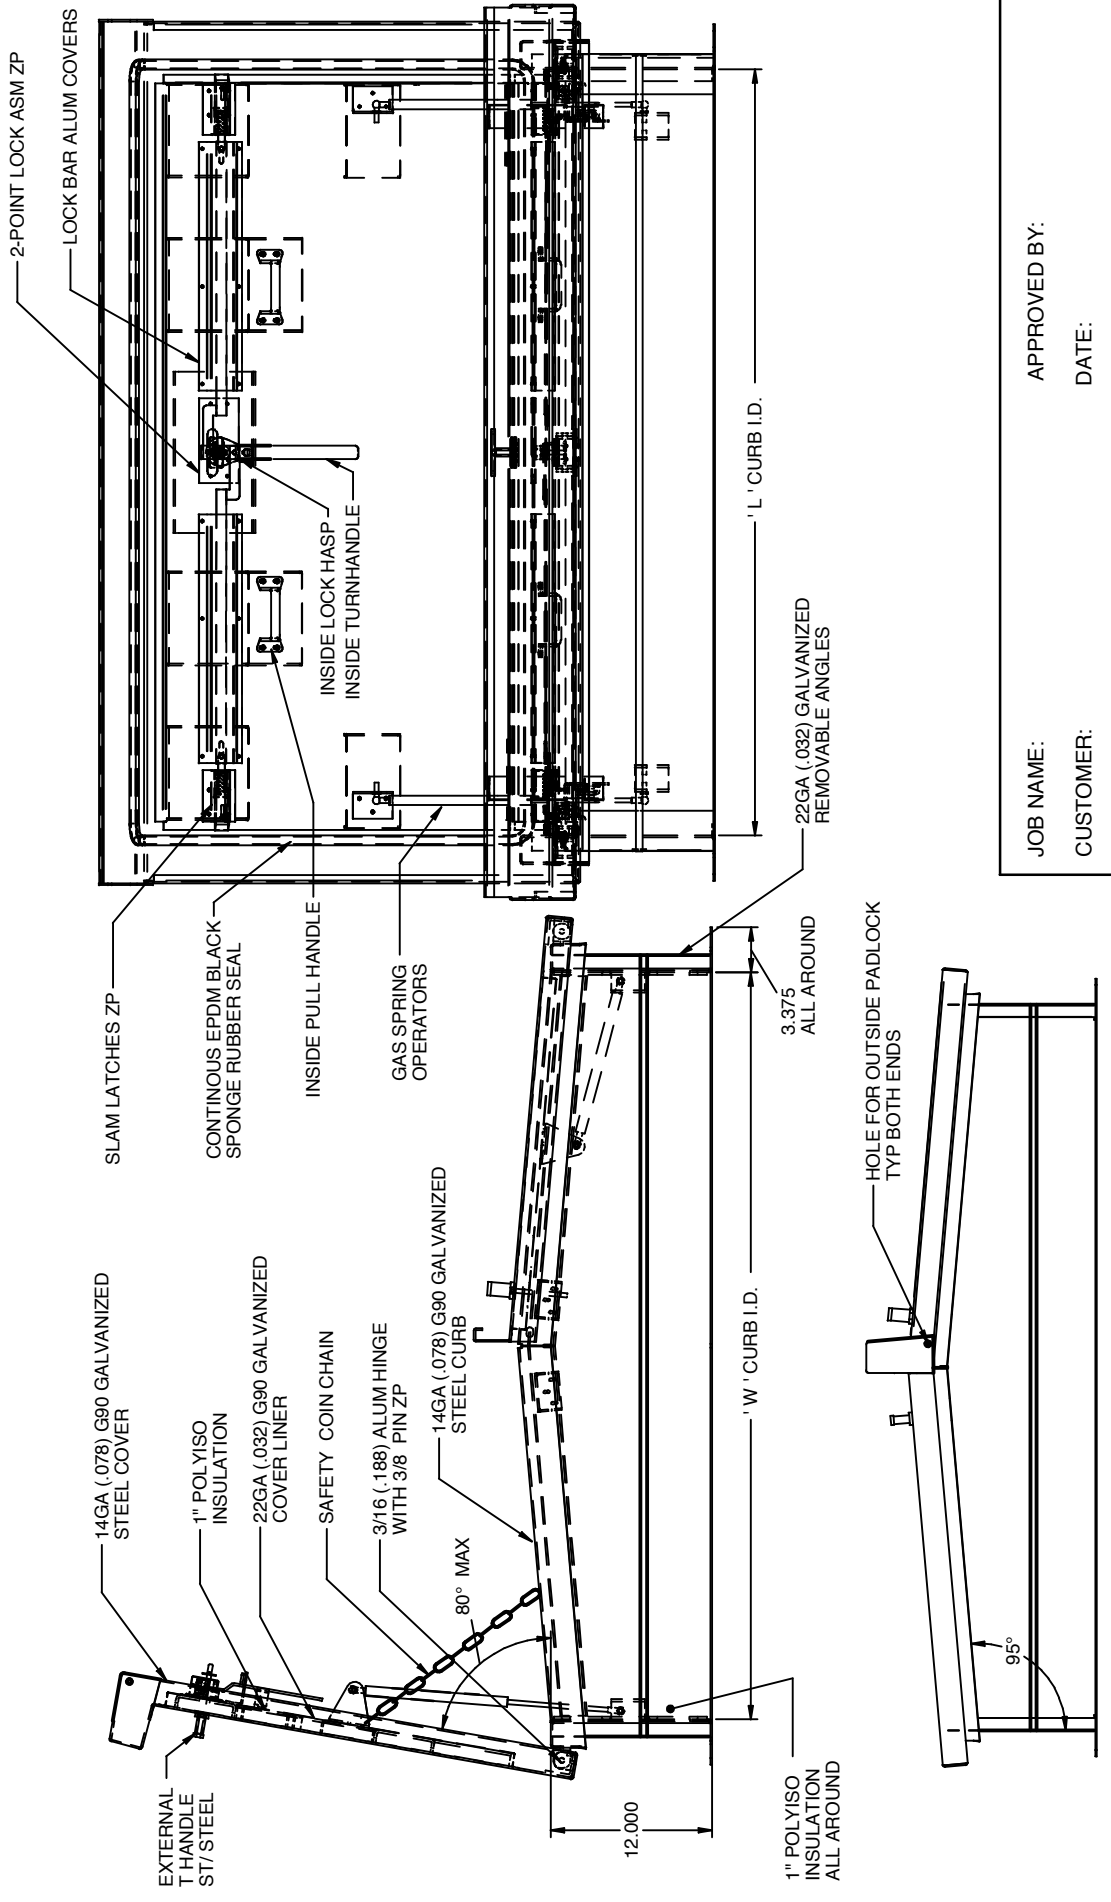 2-POINT LOCK ASM ZP
LOCK BAR ALUM COVERS
SLAM LATCHES ZP
CONTINOUS EPDM BLACK
SPONGE RUBBER SEAL
INSIDE PULL HANDLE
GAS SPRING
OPERATORS
INSIDE LOCK HASP
INSIDE TURNHANDLE
' L ' CURB I.D.
22GA (.032) GALVANIZED
REMOVABLE ANGLES
14GA (.078) G90 GALVANIZED
STEEL COVER
1" POLYISO
INSULATION
22GA (.032) G90 GALVANIZED
COVER LINER
SAFETY COIN CHAIN
3/16 (.188) ALUM HINGE
WITH 3/8 PIN ZP
14GA (.078) G90 GALVANIZED
STEEL CURB
80° MAX
EXTERNAL
T HANDLE
ST/ STEEL
12.000
' W ' CURB I.D.
3.375
ALL AROUND
1" POLYISO
INSULATION
ALL AROUND
HOLE FOR OUTSIDE PADLOCK
TYP BOTH ENDS
95°
JOB NAME:
APPROVED BY:
CUSTOMER:
DATE: